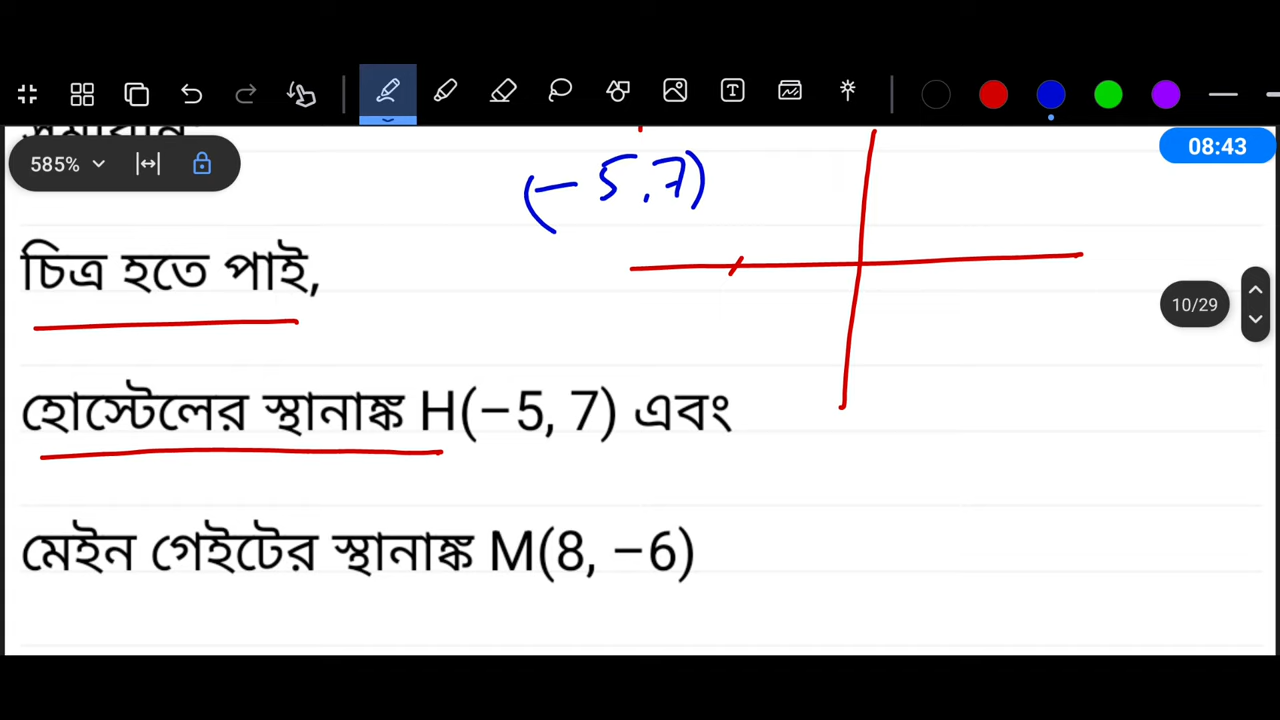 585%
08:43
(−5,7)
চিত্র হতে পাই,
10/29
হোস্টেলের স্থানাঙ্ক H(−5, 7) এবং
মেইন গেইটের স্থানাঙ্ক M(8, −6)